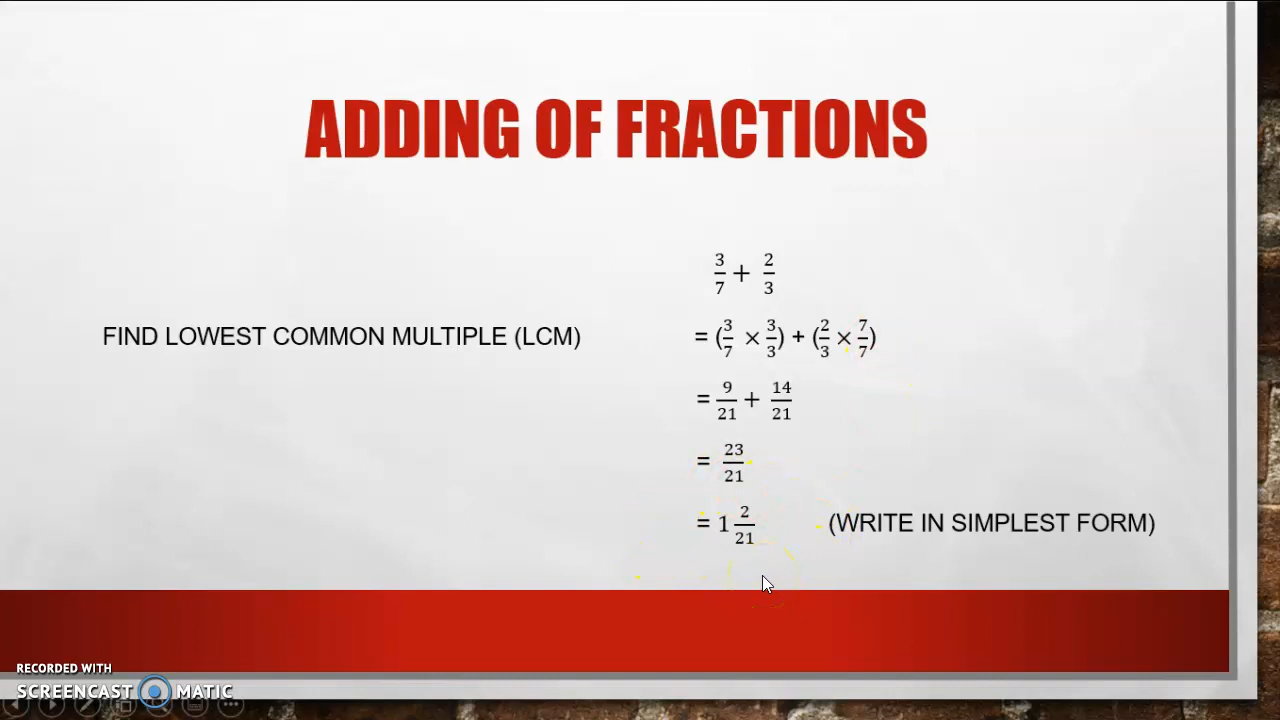 ADDING OF FRACTIONS
3/7 + 2/3
FIND LOWEST COMMON MULTIPLE (LCM)
= (3/7 × 3/3) + (2/3 × 7/7)
= 9/21 + 14/21
= 23/21
= 1 2/21 (WRITE IN SIMPLEST FORM)
RECORDED WITH
SCREENCAST MATIC